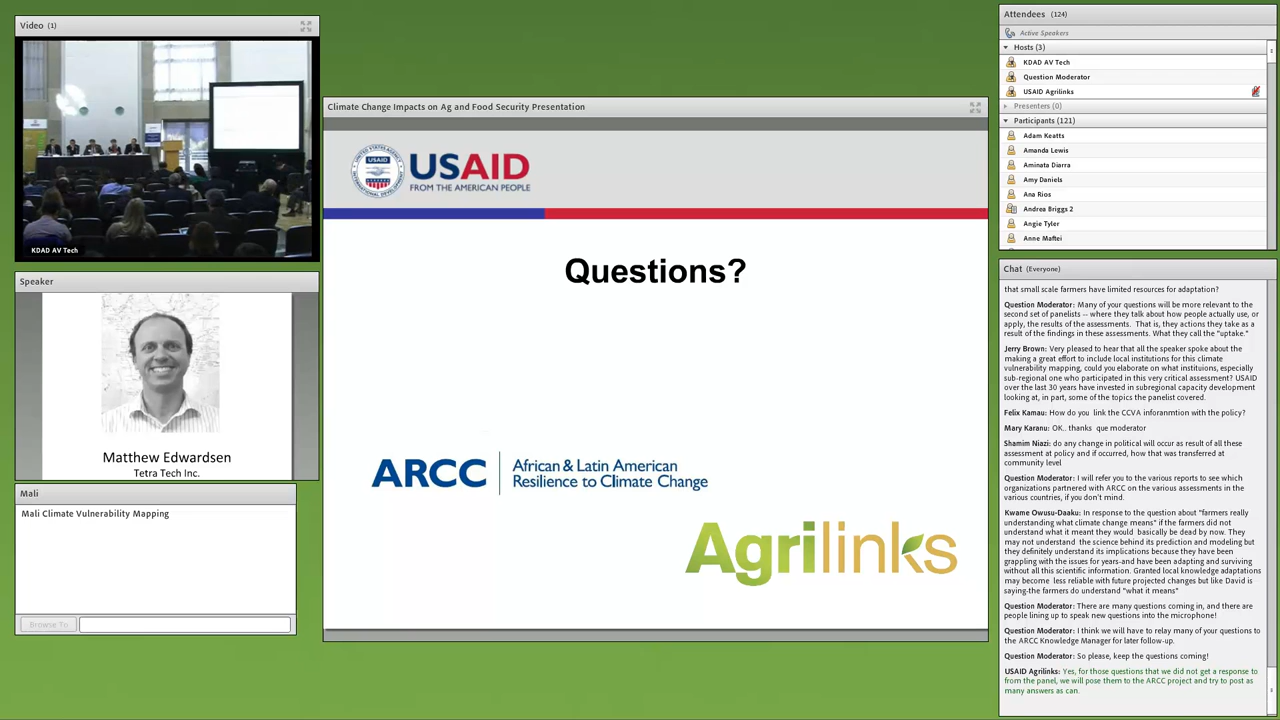 Video (1)
KDAD AV Tech
Speaker
Matthew Edwardsen
Tetra Tech Inc.
Mali
Mali Climate Vulnerability Mapping
Browse To
Climate Change Impacts on Ag and Food Security Presentation
USAID
FROM THE AMERICAN PEOPLE
Questions?
ARCC
African & Latin American
Resilience to Climate Change
Agrilinks
Attendees (124)
Active Speakers
Hosts (3)
KDAD AV Tech
Question Moderator
USAID Agrilinks
Presenters (0)
Participants (121)
Adam Keatts
Amanda Lewis
Aminata Diarra
Amy Daniels
Ana Rios
Andrea Briggs 2
Angie Tyler
Anne Maftei
Chat (Everyone)
that small scale farmers have limited resources for adaptation?
Question Moderator: Many of your questions will be more relevant to the
second set of panelists -- where they talk about how people actually use, or
apply, the results of the assessments. That is, they actions they take as a
result of the findings in these assessments. What they call the "uptake."
Jerry Brown: Very pleased to hear that all the speaker spoke about the
making a great effort to include local institutions for this climate
vulnerability mapping, could you elaborate on what instituions, especially
sub-regional one who participated in this very critical assessment? USAID
over the last 30 years have invested in subregional capacity development
looking at, in part, some of the topics the panelist covered.
Felix Kamau: How do you link the CCVA inforanmtion with the policy?
Mary Karanu: OK.. thanks que moderator
Shamim Niazi: do any change in political will occur as result of all these
assessment at policy and if occurred, how that was transferred at
community level
Question Moderator: I will refer you to the various reports to see which
organizations partnered with ARCC on the various assessments in the
various countries, if you don't mind.
Kwame Owusu-Daaku: In response to the question about "farmers really
understanding what climate change means" if the farmers did not
understand what it meant they would basically be dead by now. They
may not understand the science behind its prediction and modeling but
they definitely understand its implications because they have been
grappling with the issues for years-and have been adapting and surviving
without all this scientific information. Granted local knowledge adaptations
may become less reliable with future projected changes but like David is
saying-the farmers do understand "what it means"
Question Moderator: There are many questions coming in, and there are
people lining up to speak new questions into the microphone!
Question Moderator: I think we will have to relay many of your questions to
the ARCC Knowledge Manager for later follow-up.
Question Moderator: So please, keep the questions coming!
USAID Agrilinks: Yes, for those questions that we did not get a response to
from the panel, we will pose them to the ARCC project and try to post as
many answers as can.